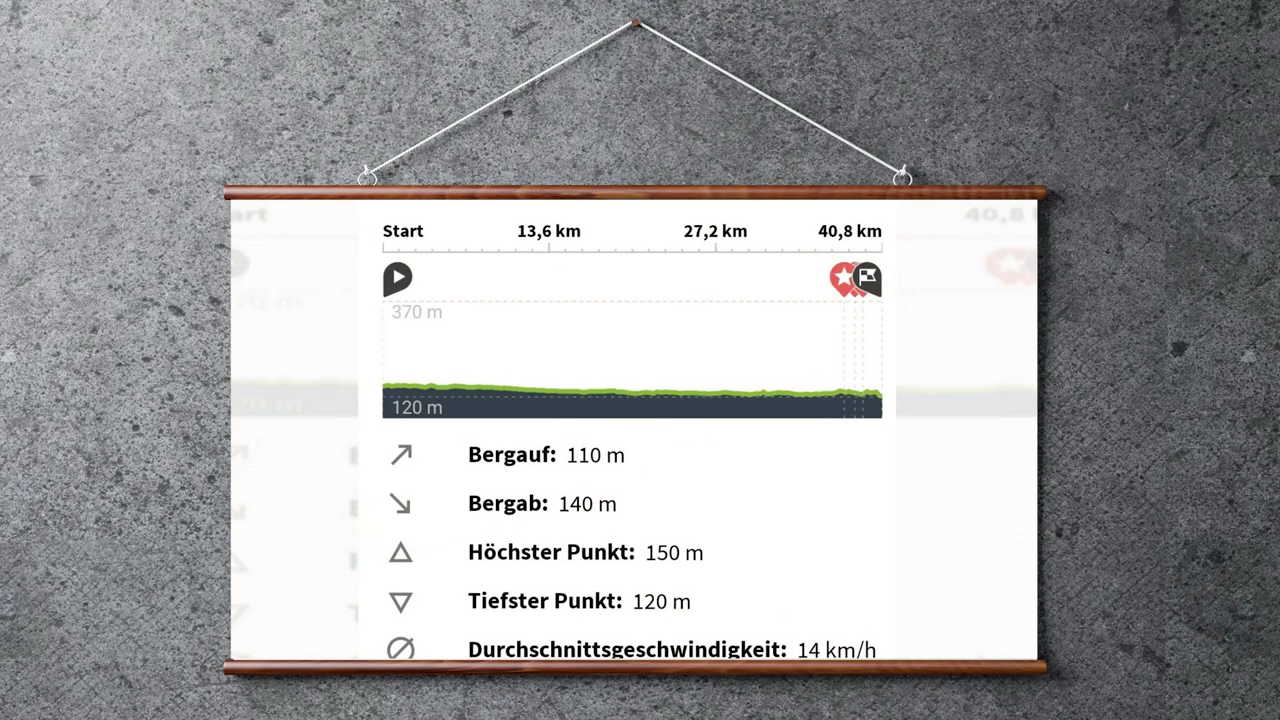 Start 13,6 km 27,2 km 40,8 km
370 m
120 m
Bergauf: 110 m
Bergab: 140 m
Höchster Punkt: 150 m
Tiefster Punkt: 120 m
Durchschnittsgeschwindigkeit: 14 km/h